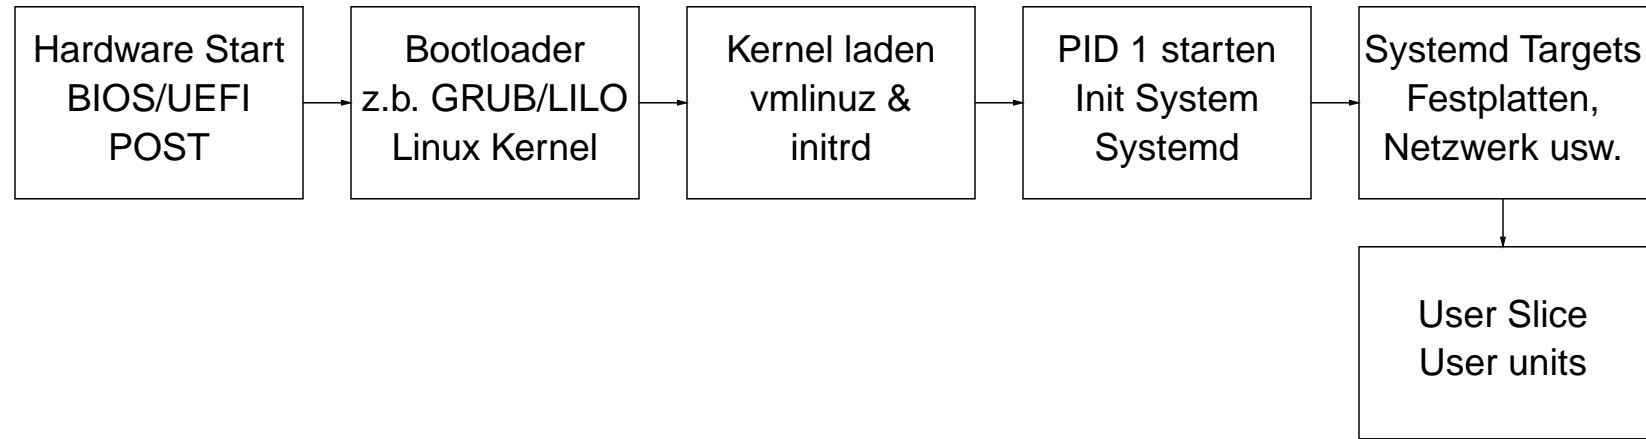 Hardware Start
BIOS/UEFI
POST
Bootloader
z.b. GRUB/LILO
Linux Kernel
Kernel laden
vmlinuz &
initrd
PID 1 starten
Init System
Systemd
Systemd Targets
Festplatten,
Netzwerk usw.
User Slice
User units